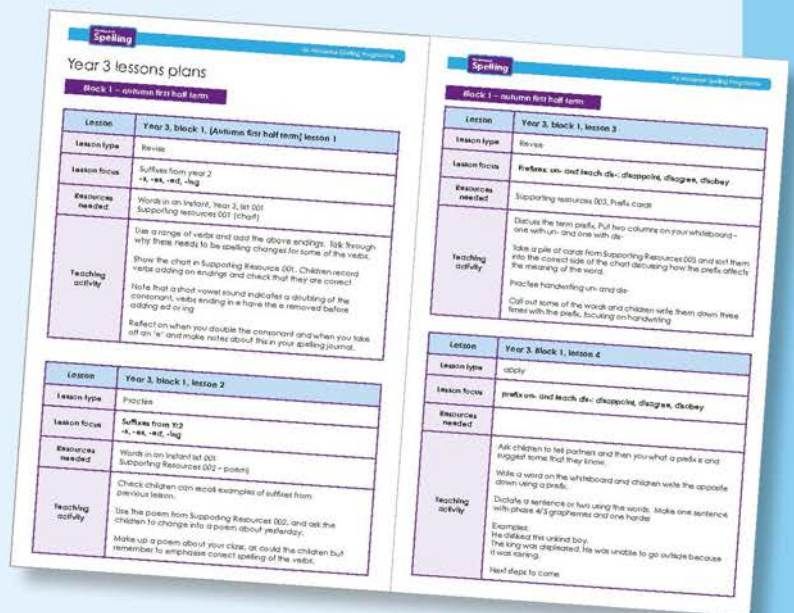 Spelling
Year 3 lessons plans
Block 1 – autumn first half term
Lesson
Year 3, block 1, (Autumn first half term) lesson 1
Lesson type
Revise
Lesson focus
Suffixes from year 2
-s, -es, -ed, -ing
Resources needed
Words in an Instant, Year 3, list 001
Supporting resources 001 (chart)
Teaching activity
Use a range of verbs and add the above endings. Talk through
why there needs to be spelling changes for some of the verbs.
Show the chart in Supporting Resource 001. Children record
verbs adding on endings and check that they are correct
Note that a short vowel sound indicates a doubling of the
consonant, verbs ending in e have the e removed before
adding ed or ing
Reflect on when you double the consonant and when you take
off an 'e' and make notes about this in your spelling journal.
Lesson
Year 3, block 1, lesson 2
Lesson type
Practise
Lesson focus
Suffixes from Yr2
-s, -es, -ed, -ing
Resources needed
Words in an Instant list 001
Supporting Resources 002 – poem)
Teaching activity
Check children can recall examples of suffixes from
previous lesson.
Use the poem from Supporting Resources 002, and ask the
children to change into a poem about yesterday.
Make up a poem about your class, as could the children but
remember to emphasise correct spelling of the verbs.
Spelling
Block 1 – autumn first half term
Lesson
Year 3, block 1, lesson 3
Lesson type
Revise
Lesson focus
Prefixes: un- and teach dis-: disappoint, disagree, disobey
Resources needed
Supporting resources 003, Prefix cards
Teaching activity
Discuss the term prefix. Put two columns on your whiteboard –
one with un- and one with dis-
Take a pile of cards from Supporting Resources 003 and sort them
into the correct side of the chart discussing how the prefix affects
the meaning of the word.
Practise handwriting un- and dis-
Call out some of the words and children write them down three
times with the prefix, focusing on handwriting
Lesson
Year 3. Block 1, lesson 4
Lesson type
apply
Lesson focus
prefix un- and teach dis-: disappoint, disagree, disobey
Resources needed
Teaching activity
Ask children to tell partners and then you what a prefix is and
suggest some that they know.
Write a word on the whiteboard and children write the opposite
down using a prefix.
Dictate a sentence or two using the words. Make one sentence
with phase 4/5 graphemes and one harder
Examples:
He disliked the unkind boy.
The king was displeased. He was unable to go outside because
it was raining.
Next steps to come